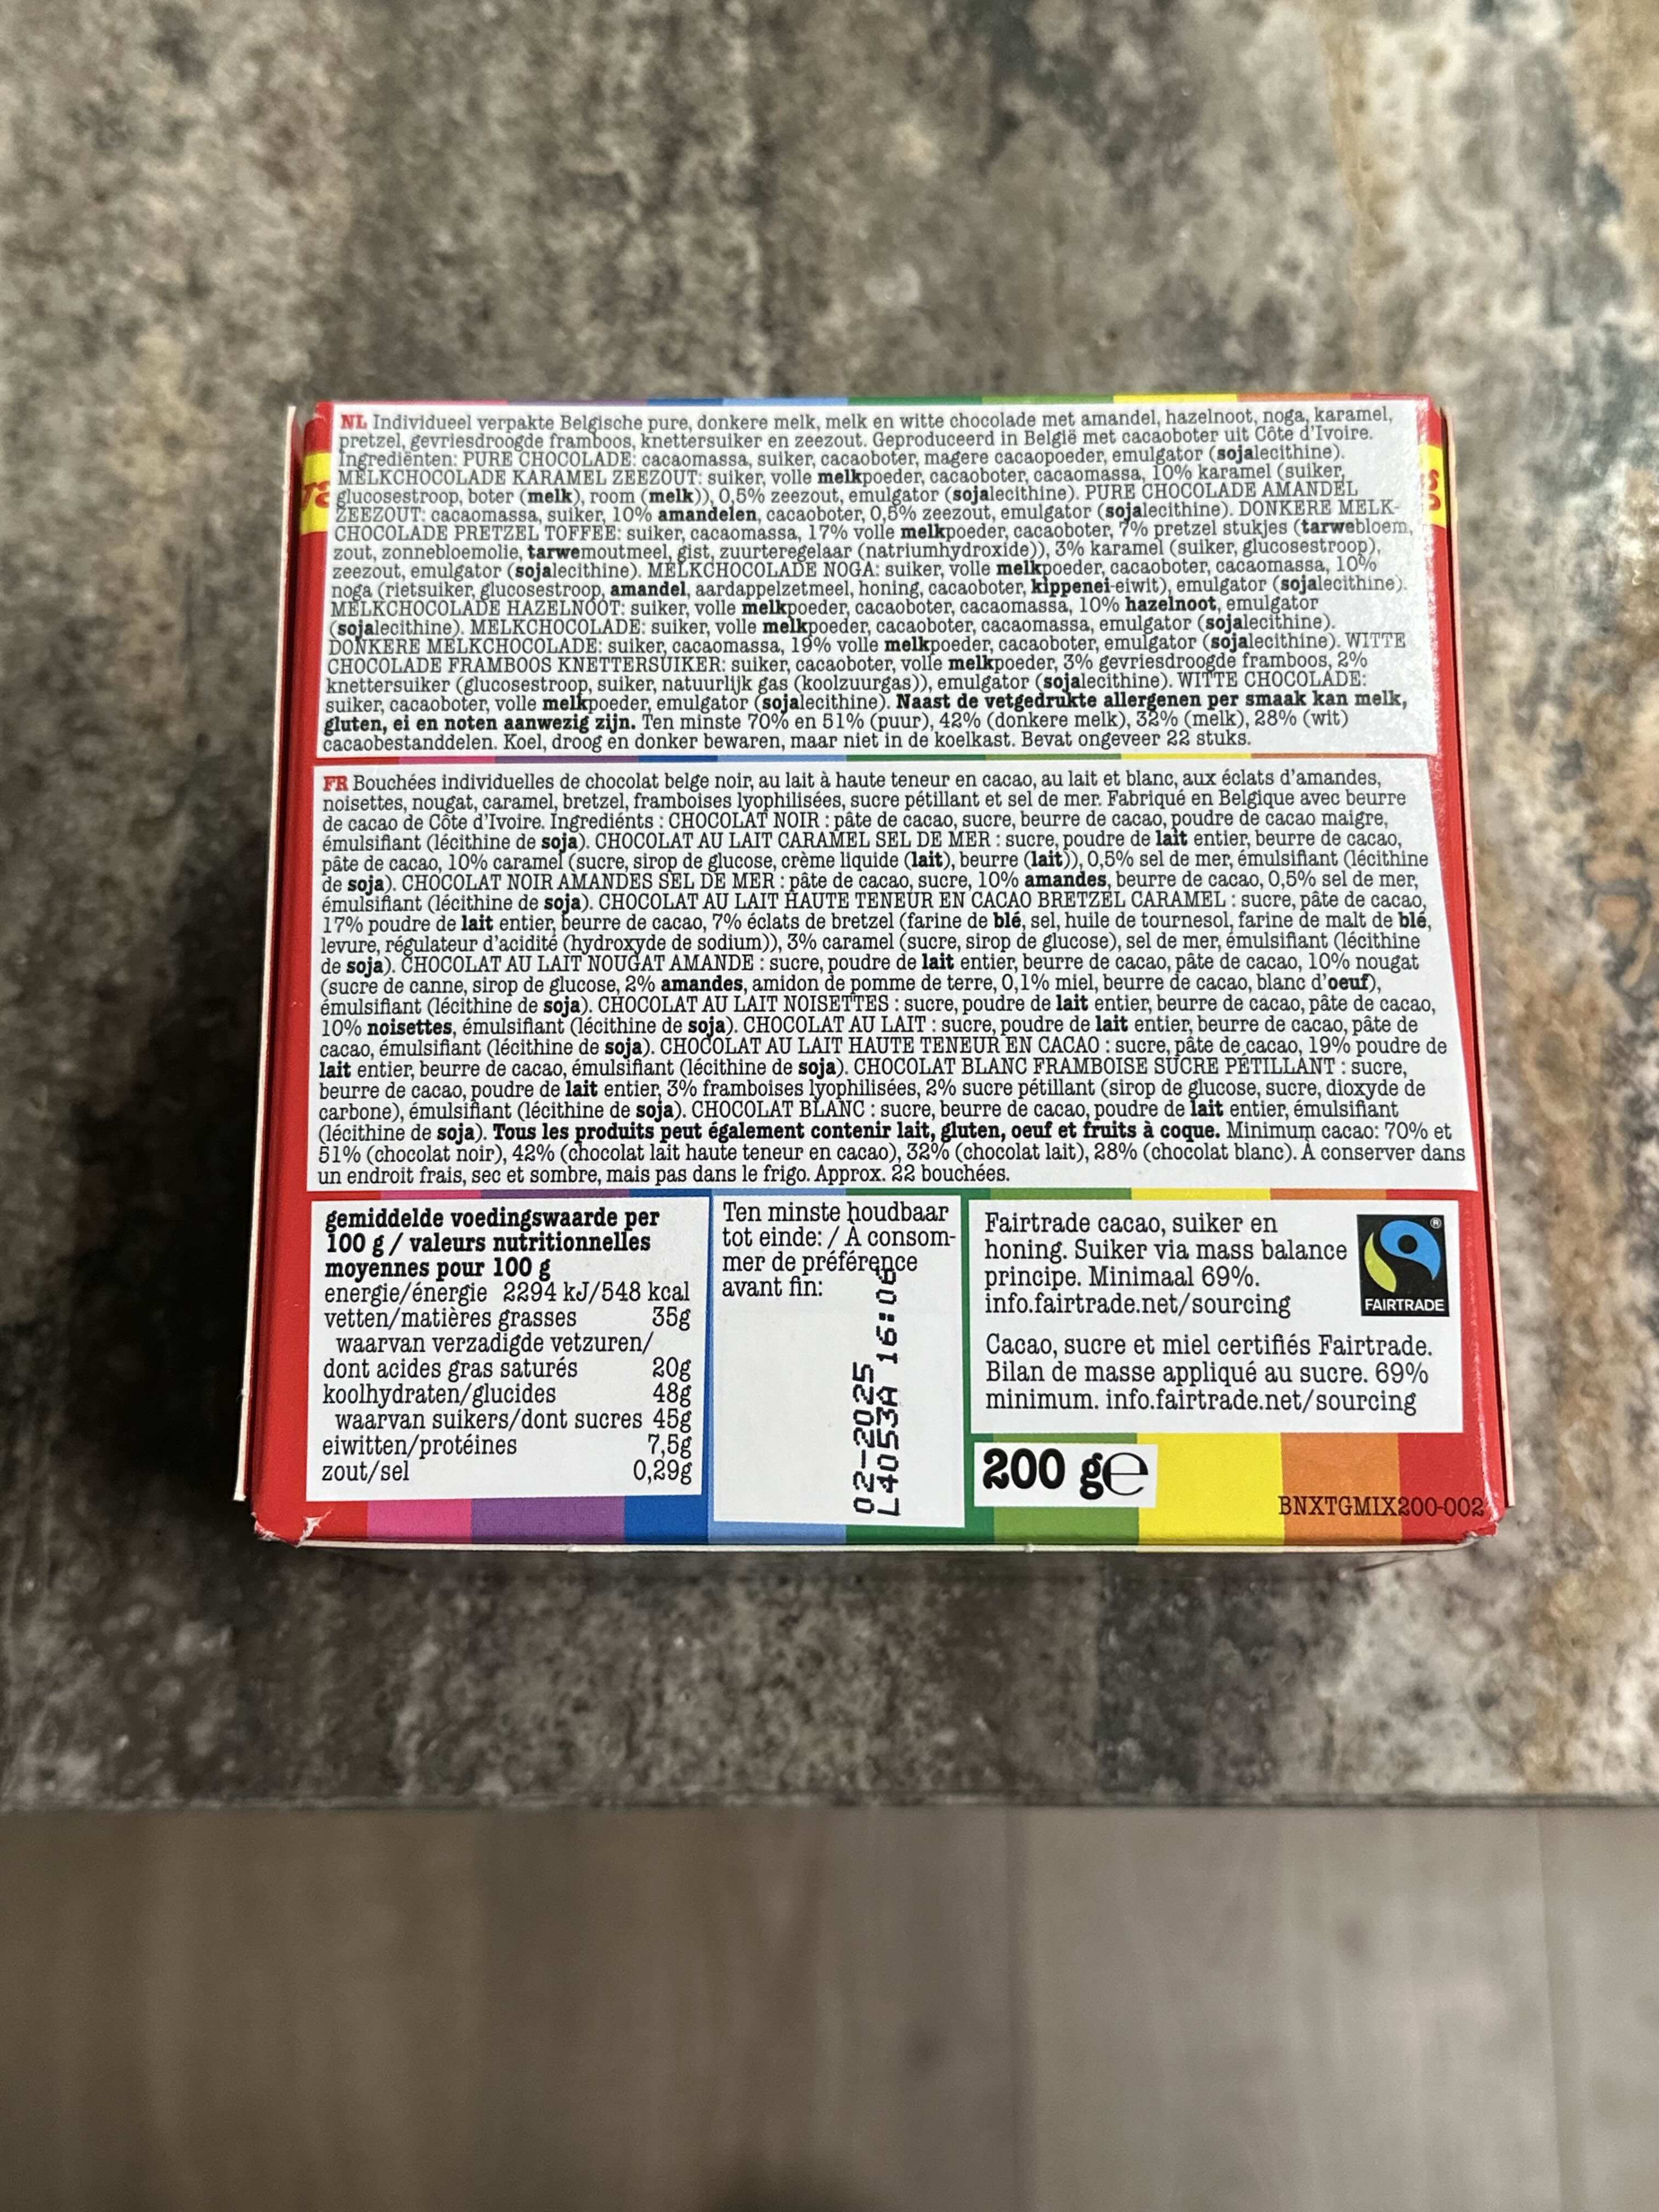 NL Individueel verpakte Belgische pure, donkere melk, melk en witte chocolade met amandel, hazelnoot, noga, karamel,
pretzel, gevriesdroogde framboos, knettersuiker en zeezout. Geproduceerd in België met cacaoboter uit Côte d'Ivoire.
Ingrediënten: PURE CHOCOLADE: cacaomassa, suiker, cacaoboter, magere cacaopoeder, emulgator (sojalecithine).
MELKCHOCOLADE KARAMEL ZEEZOUT: suiker, volle melkpoeder, cacaoboter, cacaomassa, 10% karamel (suiker,
glucosestroop, boter (melk), room (melk)), 0,5% zeezout, emulgator (sojalecithine). PURE CHOCOLADE AMANDEL
ZEEZOUT: cacaomassa, suiker, 10% amandelen, cacaoboter, 0,5% zeezout, emulgator (sojalecithine). DONKERE MELK-
CHOCOLADE PRETZEL TOFFEE: suiker, cacaomassa, 17% volle melkpoeder, cacaoboter, 7% pretzel stukjes (tarwebloem,
zout, zonnebloemolie, tarwemoutmeel, gist, zuurteregelaar (natriumhydroxide)), 3% karamel (suiker, glucosestroop),
zeezout, emulgator (sojalecithine). MELKCHOCOLADE NOGA: suiker, volle melkpoeder, cacaoboter, cacaomassa, 10%
noga (rietsuiker, glucosestroop, amandel, aardappelzetmeel, honing, cacaoboter, kippenei-eiwit), emulgator (sojalecithine).
MELKCHOCOLADE HAZELNOOT: suiker, volle melkpoeder, cacaoboter, cacaomassa, 10% hazelnoot, emulgator
(sojalecithine). MELKCHOCOLADE: suiker, volle melkpoeder, cacaoboter, cacaomassa, emulgator (sojalecithine).
DONKERE MELKCHOCOLADE: suiker, cacaomassa, 19% volle melkpoeder, cacaoboter, emulgator (sojalecithine). WITTE
CHOCOLADE FRAMBOOS KNETTERSUIKER: suiker, cacaoboter, volle melkpoeder, 3% gevriesdroogde framboos, 2%
knettersuiker (glucosestroop, suiker, natuurlijk gas (koolzuurgas)), emulgator (sojalecithine). WITTE CHOCOLADE:
suiker, cacaoboter, volle melkpoeder, emulgator (sojalecithine). Naast de vetgedrukte allergenen per smaak kan melk,
gluten, ei en noten aanwezig zijn. Ten minste 70% en 51% (puur), 42% (donkere melk), 32% (melk), 28% (wit)
cacaobestanddelen. Koel, droog en donker bewaren, maar niet in de koelkast. Bevat ongeveer 22 stuks.
FR Bouchées individuelles de chocolat belge noir, au lait à haute teneur en cacao, au lait et blanc, aux éclats d'amandes,
noisettes, nougat, caramel, bretzel, framboises lyophilisées, sucre pétillant et sel de mer. Fabriqué en Belgique avec beurre
de cacao de Côte d'Ivoire. Ingrediénts : CHOCOLAT NOIR : pâte de cacao, sucre, beurre de cacao, poudre de cacao maigre,
émulsifiant (lécithine de soja). CHOCOLAT AU LAIT CARAMEL SEL DE MER : sucre, poudre de lait entier, beurre de cacao,
pâte de cacao, 10% caramel (sucre, sirop de glucose, crème liquide (lait), beurre (lait)), 0,5% sel de mer, émulsifiant (lécithine
de soja). CHOCOLAT NOIR AMANDES SEL DE MER : pâte de cacao, sucre, 10% amandes, beurre de cacao, 0,5% sel de mer,
émulsifiant (lécithine de soja). CHOCOLAT AU LAIT HAUTE TENEUR EN CACAO BRETZEL CARAMEL : sucre, pâte de cacao,
17% poudre de lait entier, beurre de cacao, 7% éclats de bretzel (farine de blé, sel, huile de tournesol, farine de malt de blé,
levure, régulateur d'acidité (hydroxyde de sodium)), 3% caramel (sucre, sirop de glucose), sel de mer, émulsifiant (lécithine
de soja). CHOCOLAT AU LAIT NOUGAT AMANDE : sucre, poudre de lait entier, beurre de cacao, pâte de cacao, 10% nougat
(sucre de canne, sirop de glucose, 2% amandes, amidon de pomme de terre, 0,1% miel, beurre de cacao, blanc d'oeuf),
émulsifiant (lécithine de soja). CHOCOLAT AU LAIT NOISETTES : sucre, poudre de lait entier, beurre de cacao, pâte de cacao,
10% noisettes, émulsifiant (lécithine de soja). CHOCOLAT AU LAIT : sucre, poudre de lait entier, beurre de cacao, pâte de
cacao, émulsifiant (lécithine de soja). CHOCOLAT AU LAIT HAUTE TENEUR EN CACAO : sucre, pâte de cacao, 19% poudre de
lait entier, beurre de cacao, émulsifiant (lécithine de soja). CHOCOLAT BLANC FRAMBOISE SUCRE PÉTILLANT : sucre,
beurre de cacao, poudre de lait entier, 3% framboises lyophilisées, 2% sucre pétillant (sirop de glucose, sucre, dioxyde de
carbone), émulsifiant (lécithine de soja). CHOCOLAT BLANC : sucre, beurre de cacao, poudre de lait entier, émulsifiant
(lécithine de soja). Tous les produits peut également contenir lait, gluten, oeuf et fruits à coque. Minimum cacao: 70% et
51% (chocolat noir), 42% (chocolat lait haute teneur en cacao), 32% (chocolat lait), 28% (chocolat blanc). À conserver dans
un endroit frais, sec et sombre, mais pas dans le frigo. Approx. 22 bouchées.
gemiddelde voedingswaarde per
100 g / valeurs nutritionnelles
moyennes pour 100 g
energie/énergie 2294 kJ/548 kcal
vetten/matières grasses 35g
waarvan verzadigde vetzuren/
dont acides gras saturés 20g
koolhydraten/glucides 48g
waarvan suikers/dont sucres 45g
eiwitten/protéines 7,5g
zout/sel 0,29g
Ten minste houdbaar
tot einde: / À consom-
mer de préférence
avant fin:
02-2025
L4053A 16:06
Fairtrade cacao, suiker en
honing. Suiker via mass balance
principe. Minimaal 69%.
info.fairtrade.net/sourcing
FAIRTRADE
®
Cacao, sucre et miel certifiés Fairtrade.
Bilan de masse appliqué au sucre. 69%
minimum. info.fairtrade.net/sourcing
200 g℮
BNXTGMIX200-002